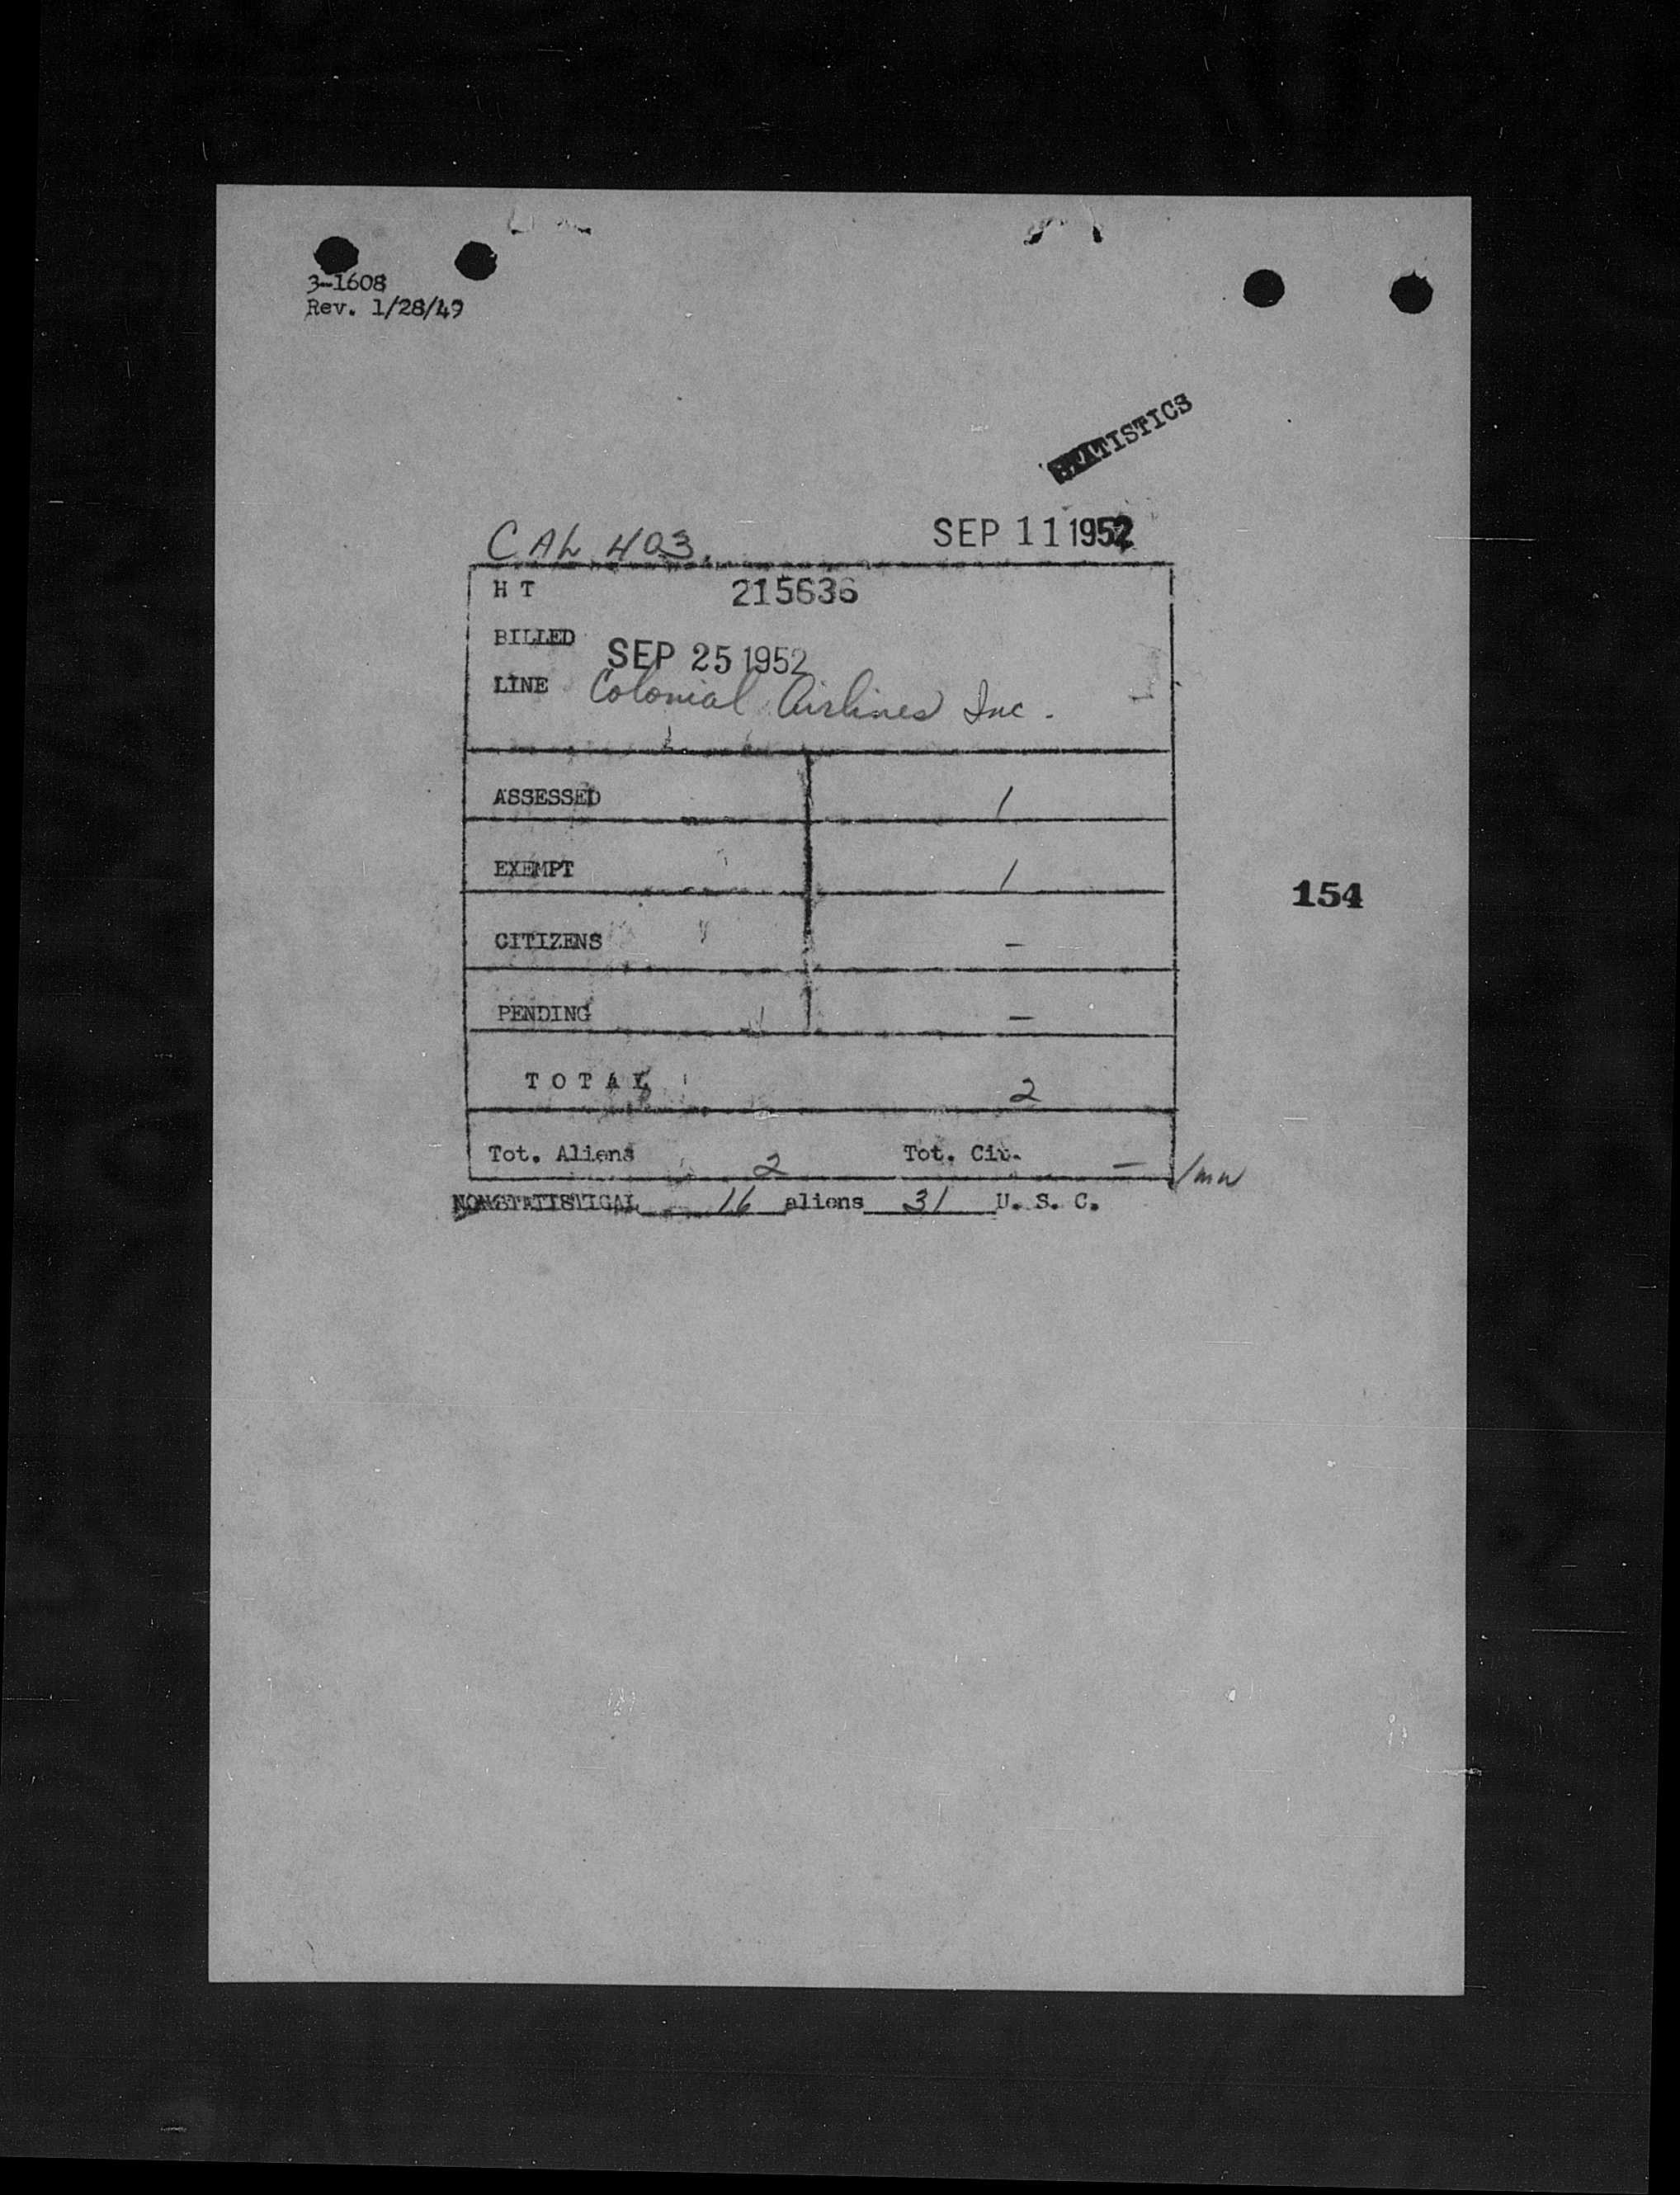 3-1608
Rev. 1/28/49
STATISTICS
CAL 403.
SEP 11 1952
H T 215636
BILLED SEP 25 1952
LINE Colonial Airlines Inc.
ASSESSED 1
EXEMPT 1
154
CITIZENS –
PENDING –
T O T A L 2
Tot. Aliens 2 Tot. Cit. – /mw
NONSTATISTICAL 16 aliens 31 U. S. C.